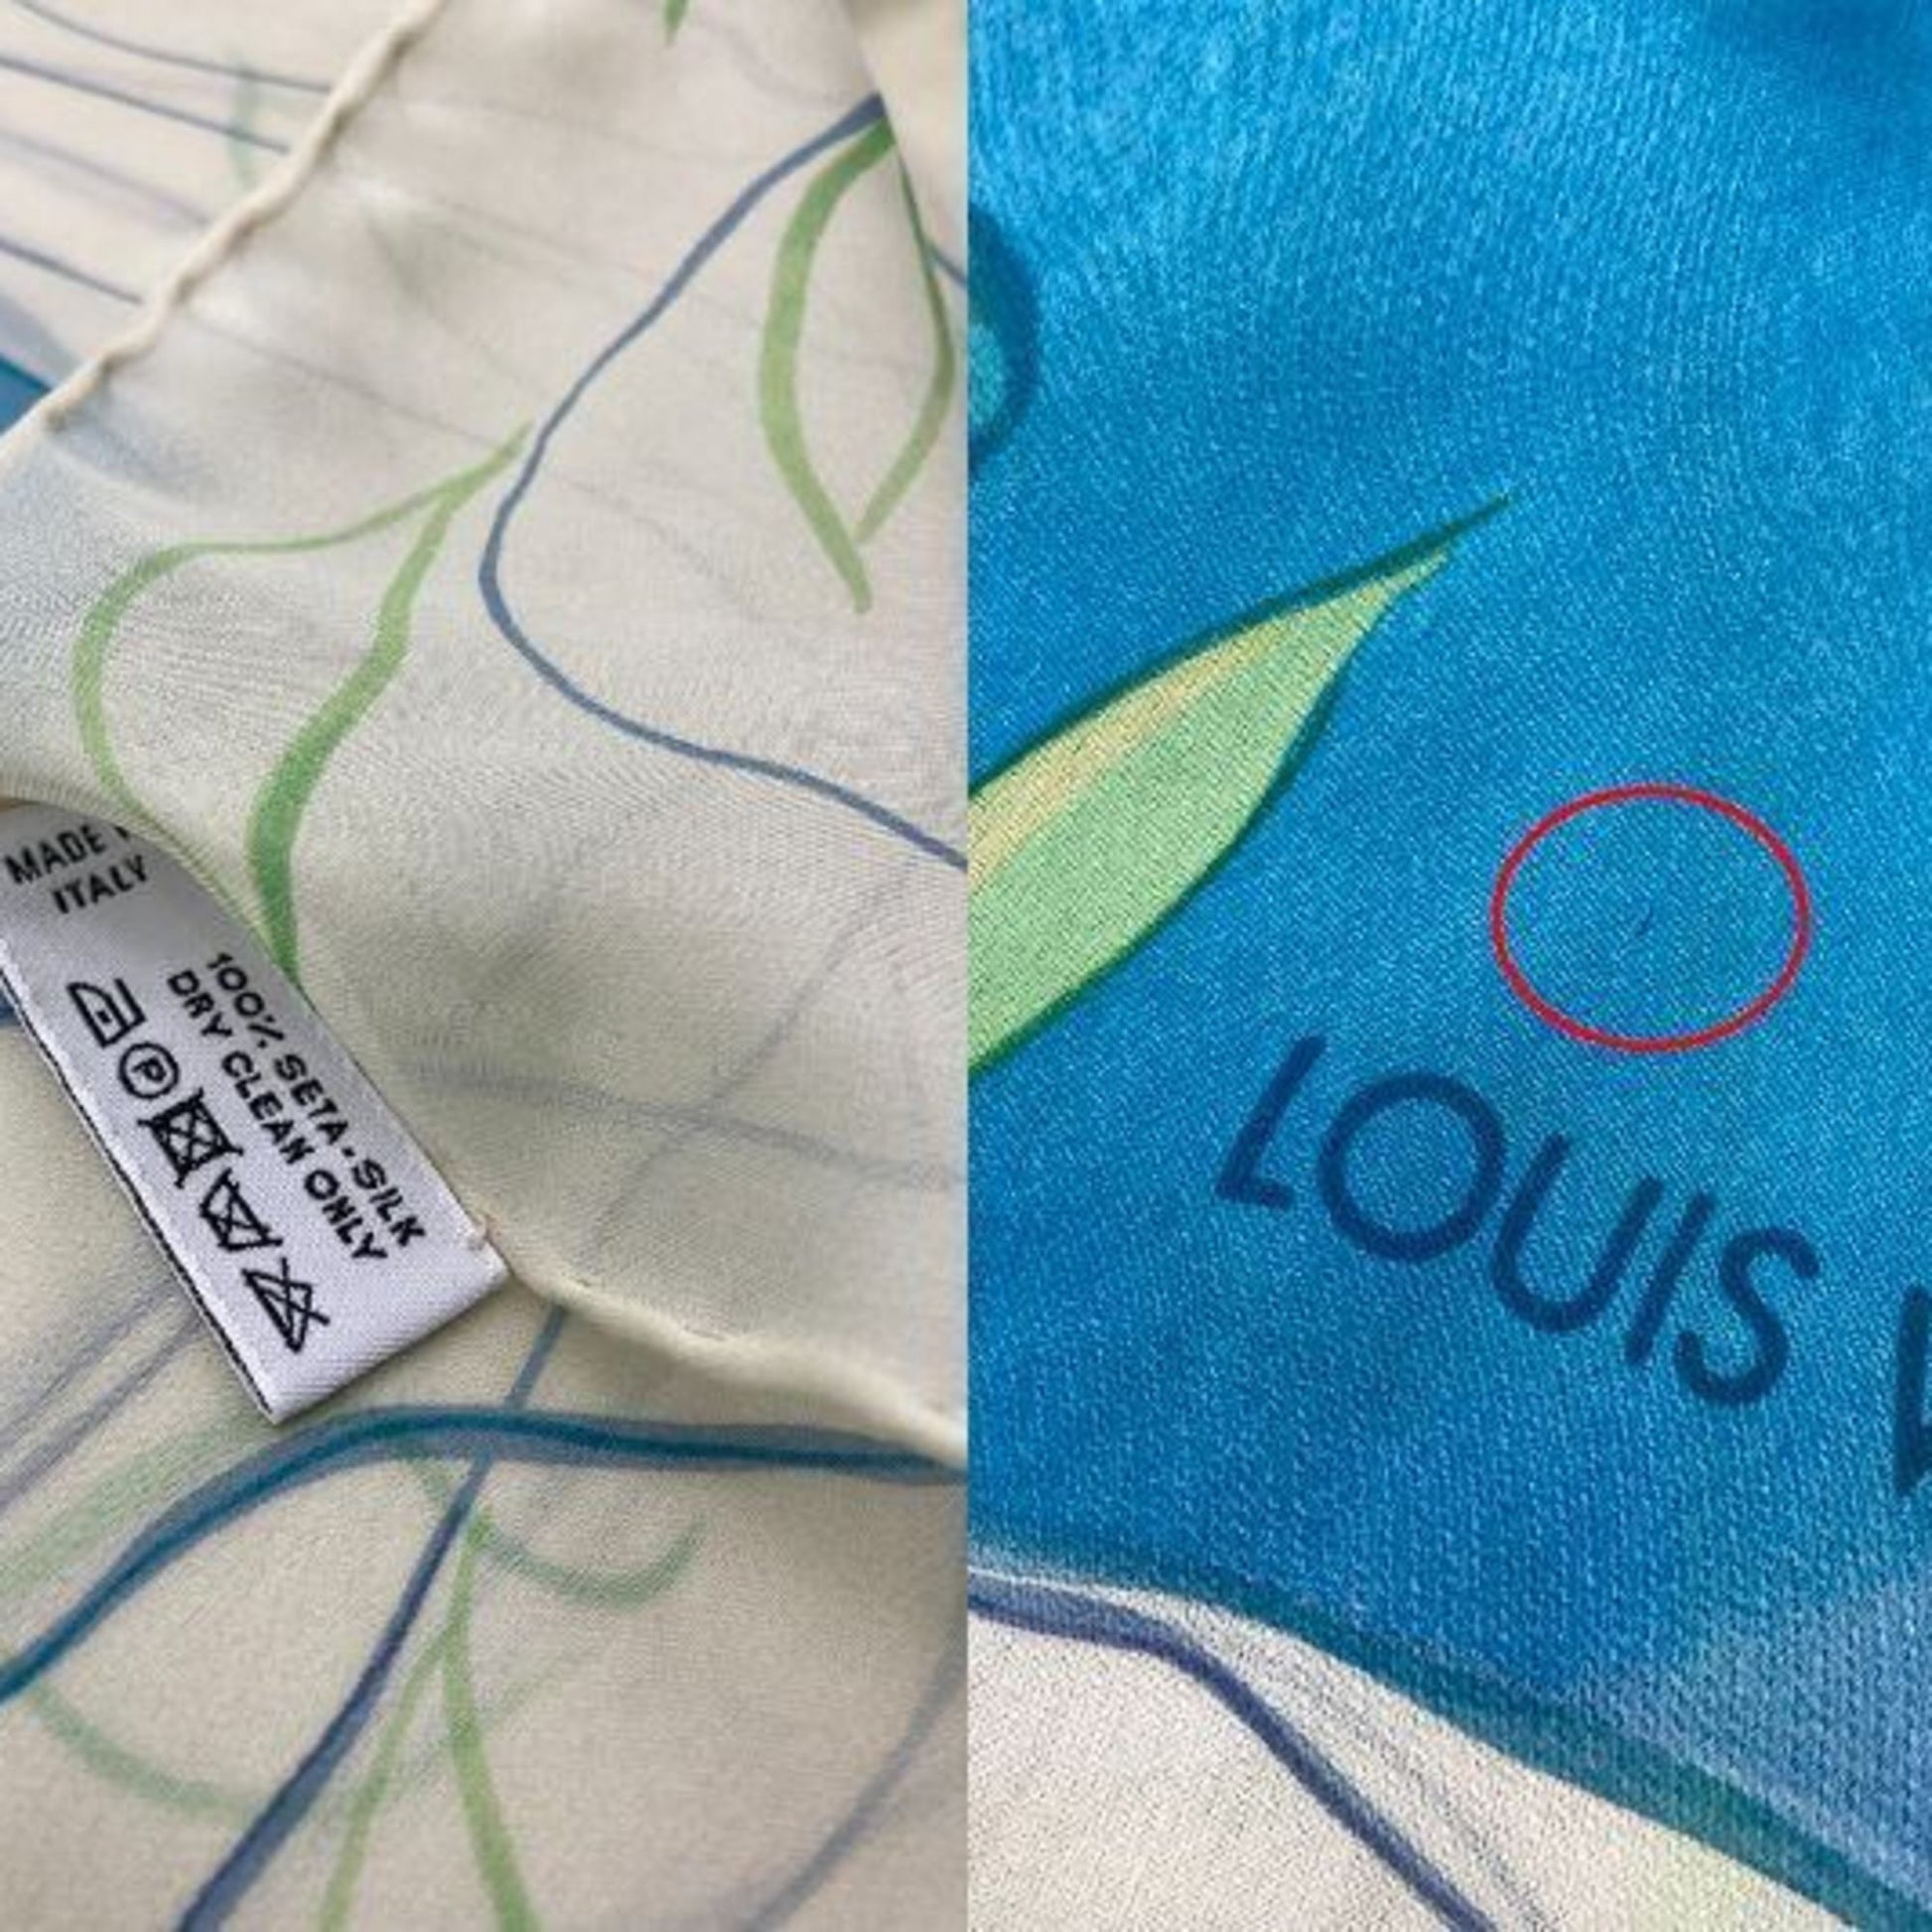 MADE
ITALY
100% SETA-SILK
DRY CLEAN ONLY
P
LOUIS